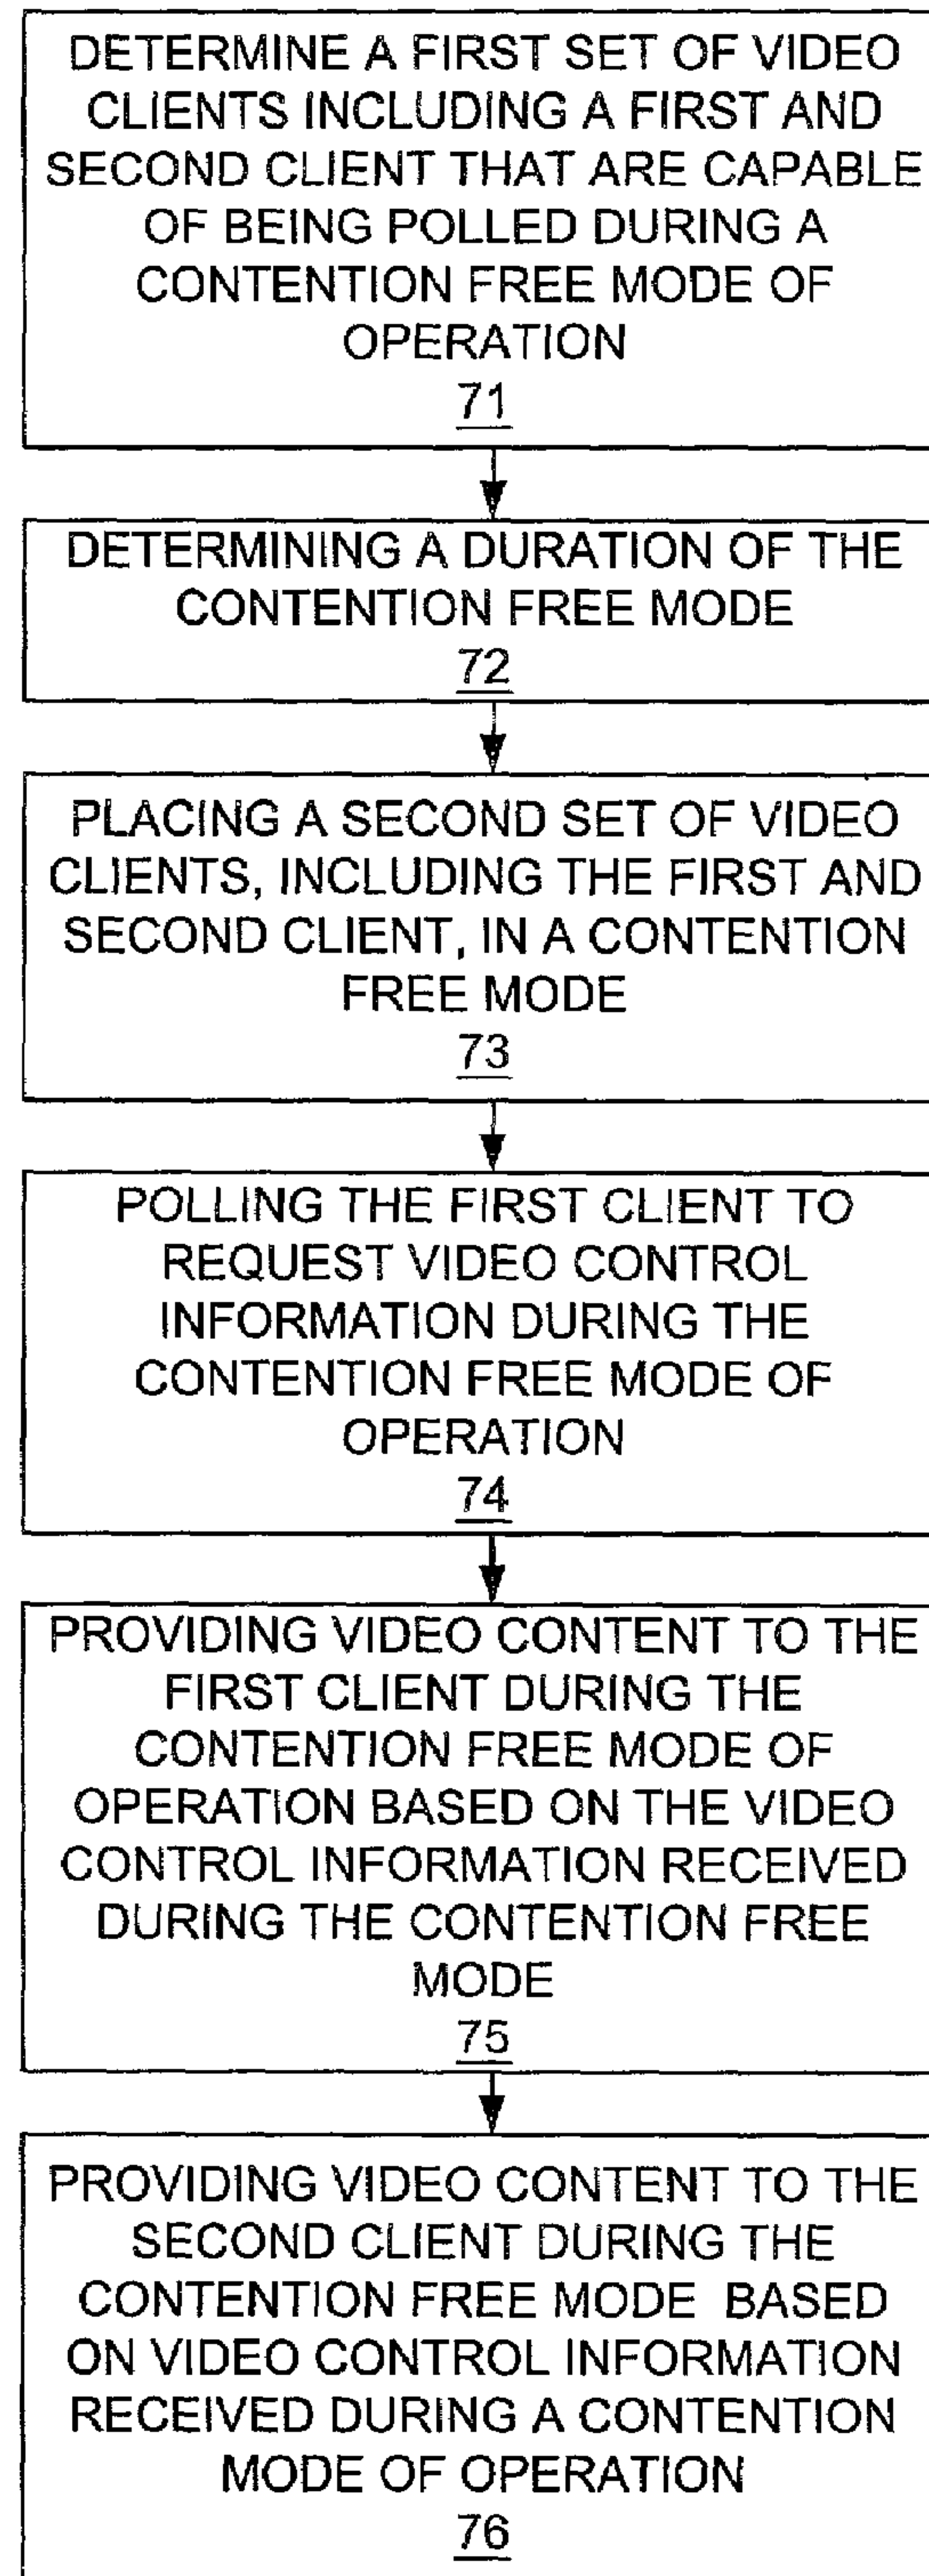 DETERMINE A FIRST SET OF VIDEO
CLIENTS INCLUDING A FIRST AND
SECOND CLIENT THAT ARE CAPABLE
OF BEING POLLED DURING A
CONTENTION FREE MODE OF
OPERATION
71
DETERMINING A DURATION OF THE
CONTENTION FREE MODE
72
PLACING A SECOND SET OF VIDEO
CLIENTS, INCLUDING THE FIRST AND
SECOND CLIENT, IN A CONTENTION
FREE MODE
73
POLLING THE FIRST CLIENT TO
REQUEST VIDEO CONTROL
INFORMATION DURING THE
CONTENTION FREE MODE OF
OPERATION
74
PROVIDING VIDEO CONTENT TO THE
FIRST CLIENT DURING THE
CONTENTION FREE MODE OF
OPERATION BASED ON THE VIDEO
CONTROL INFORMATION RECEIVED
DURING THE CONTENTION FREE
MODE
75
PROVIDING VIDEO CONTENT TO THE
SECOND CLIENT DURING THE
CONTENTION FREE MODE BASED
ON VIDEO CONTROL INFORMATION
RECEIVED DURING A CONTENTION
MODE OF OPERATION
76